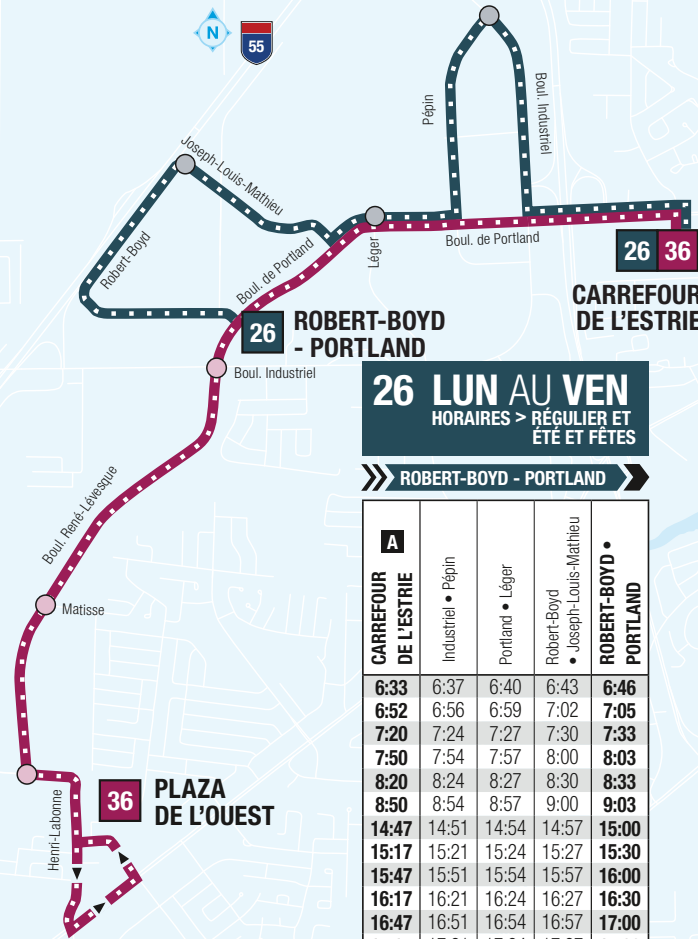 N
55
Pépin
Boul. Industriel
Joseph-Louis-Mathieu
Robert-Boyd
Boul. de Portland
Léger
Boul. de Portland
26 36
CARREFOUR
DE L'ESTRIE
26 ROBERT-BOYD
- PORTLAND
Boul. Industriel
Boul. René-Lévesque
Matisse
36 PLAZA
DE L'OUEST
Henri-Labonne
26 LUN AU VEN
HORAIRES > RÉGULIER ET
ÉTÉ ET FÊTES
ROBERT-BOYD - PORTLAND
A
CARREFOUR
DE L'ESTRIE
Industriel • Pépin
Portland • Léger
Robert-Boyd
• Joseph-Louis-Mathieu
ROBERT-BOYD •
PORTLAND
6:33 6:37 6:40 6:43 6:46
6:52 6:56 6:59 7:02 7:05
7:20 7:24 7:27 7:30 7:33
7:50 7:54 7:57 8:00 8:03
8:20 8:24 8:27 8:30 8:33
8:50 8:54 8:57 9:00 9:03
14:47 14:51 14:54 14:57 15:00
15:17 15:21 15:24 15:27 15:30
15:47 15:51 15:54 15:57 16:00
16:17 16:21 16:24 16:27 16:30
16:47 16:51 16:54 16:57 17:00